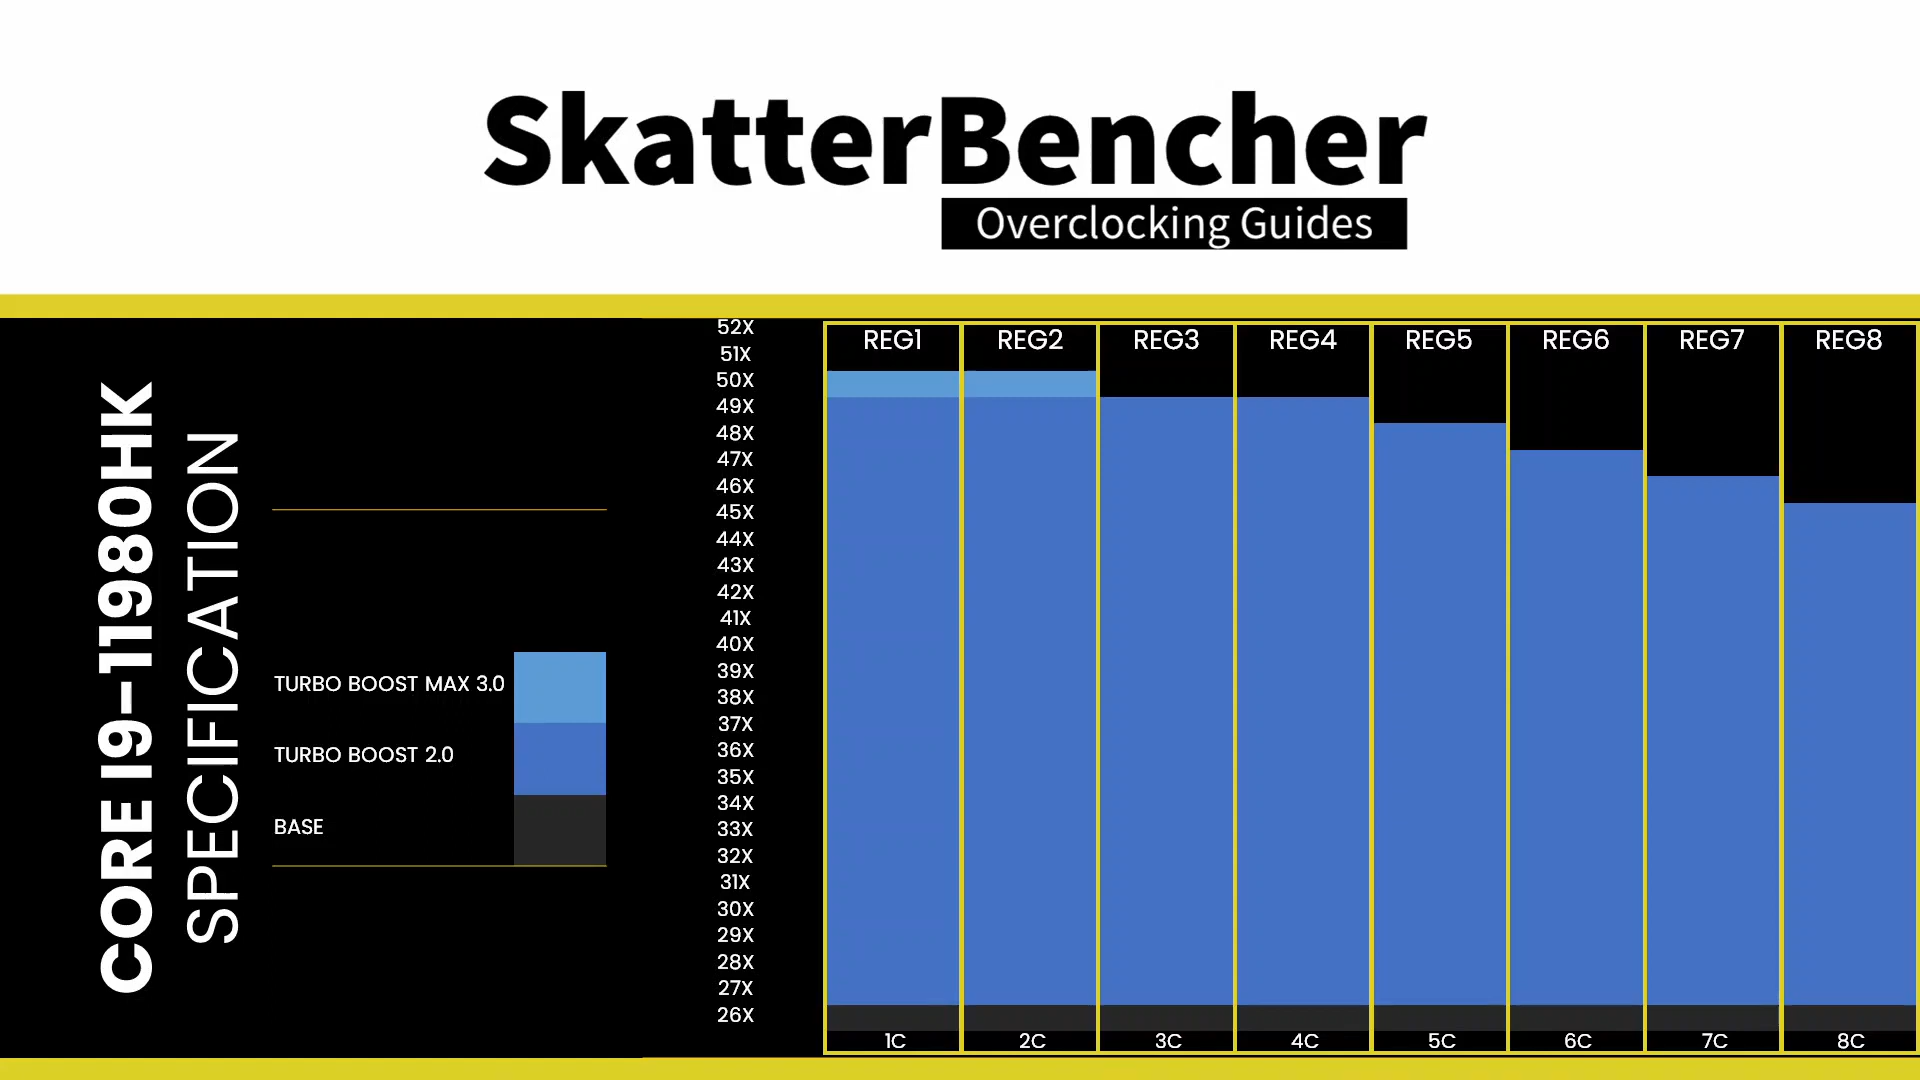 SkatterBencher
Overclocking Guides
CORE I9-11980HK
SPECIFICATION
TURBO BOOST MAX 3.0
TURBO BOOST 2.0
BASE
52X
51X
50X
49X
48X
47X
46X
45X
44X
43X
42X
41X
40X
39X
38X
37X
36X
35X
34X
33X
32X
31X
30X
29X
28X
27X
26X
REG1 REG2 REG3 REG4 REG5 REG6 REG7 REG8
1C 2C 3C 4C 5C 6C 7C 8C